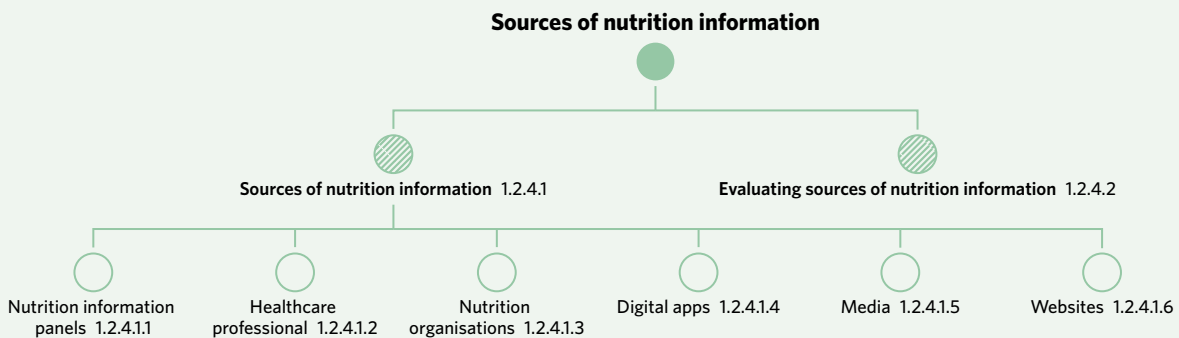 Sources of nutrition information
Sources of nutrition information 1.2.4.1
Evaluating sources of nutrition information 1.2.4.2
Nutrition information
panels 1.2.4.1.1
Healthcare
professional 1.2.4.1.2
Nutrition
organisations 1.2.4.1.3
Digital apps 1.2.4.1.4
Media 1.2.4.1.5
Websites 1.2.4.1.6